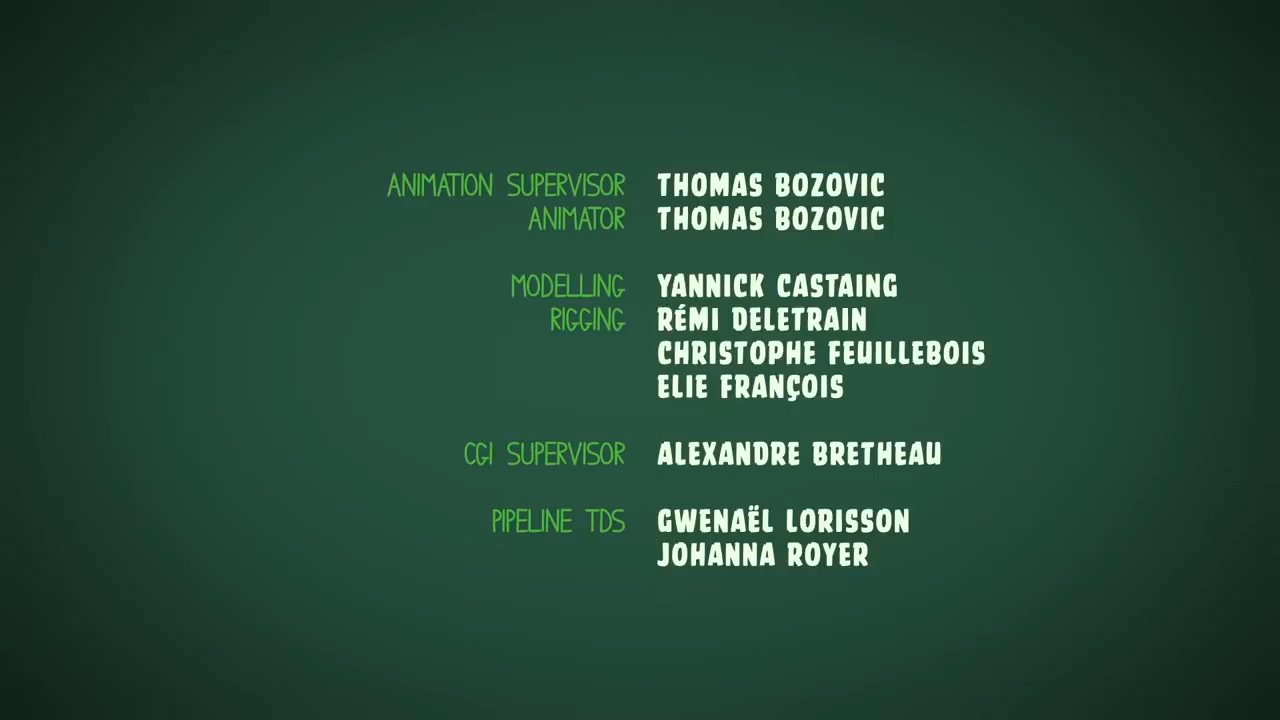 ANIMATION SUPERVISOR THOMAS BOZOVIC
ANIMATOR THOMAS BOZOVIC
MODELLING YANNICK CASTAING
RIGGING RÉMI DELETRAIN
CHRISTOPHE FEUILLEBOIS
ELIE FRANÇOIS
CGI SUPERVISOR ALEXANDRE BRETHEAU
PIPELINE TDS GWENAËL LORISSON
JOHANNA ROYER